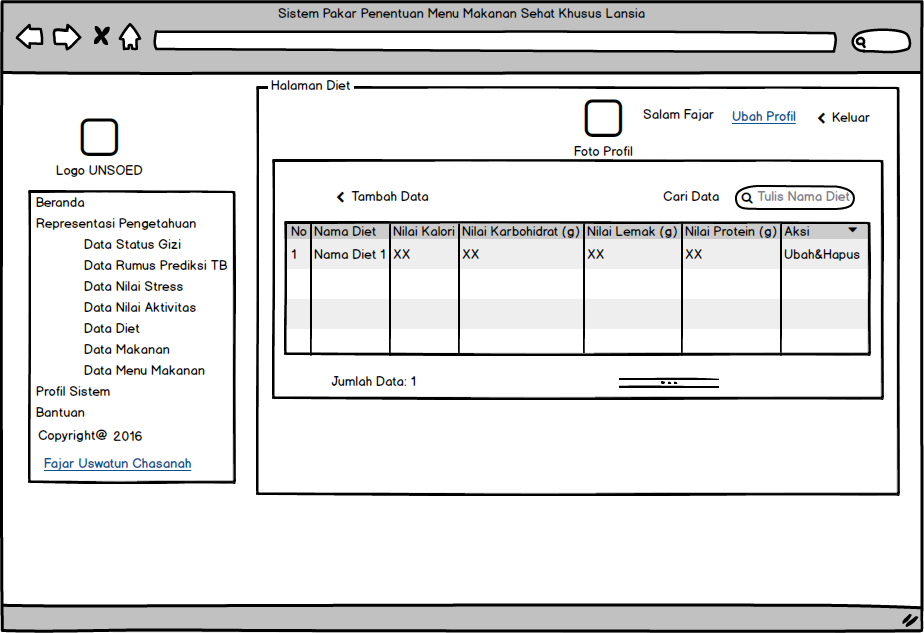 Sistem Pakar Penentuan Menu Makanan Sehat Khusus Lansia
Logo UNSOED
Beranda
Representasi Pengetahuan
Data Status Gizi
Data Rumus Prediksi TB
Data Nilai Stress
Data Nilai Aktivitas
Data Diet
Data Makanan
Data Menu Makanan
Profil Sistem
Bantuan
Copyright@ 2016
Fajar Uswatun Chasanah
Halaman Diet
Salam Fajar Ubah Profil Keluar
Foto Profil
Tambah Data Cari Data Tulis Nama Diet
No Nama Diet Nilai Kalori Nilai Karbohidrat (g) Nilai Lemak (g) Nilai Protein (g) Aksi
1 Nama Diet 1 XX XX XX XX Ubah&Hapus
Jumlah Data: 1